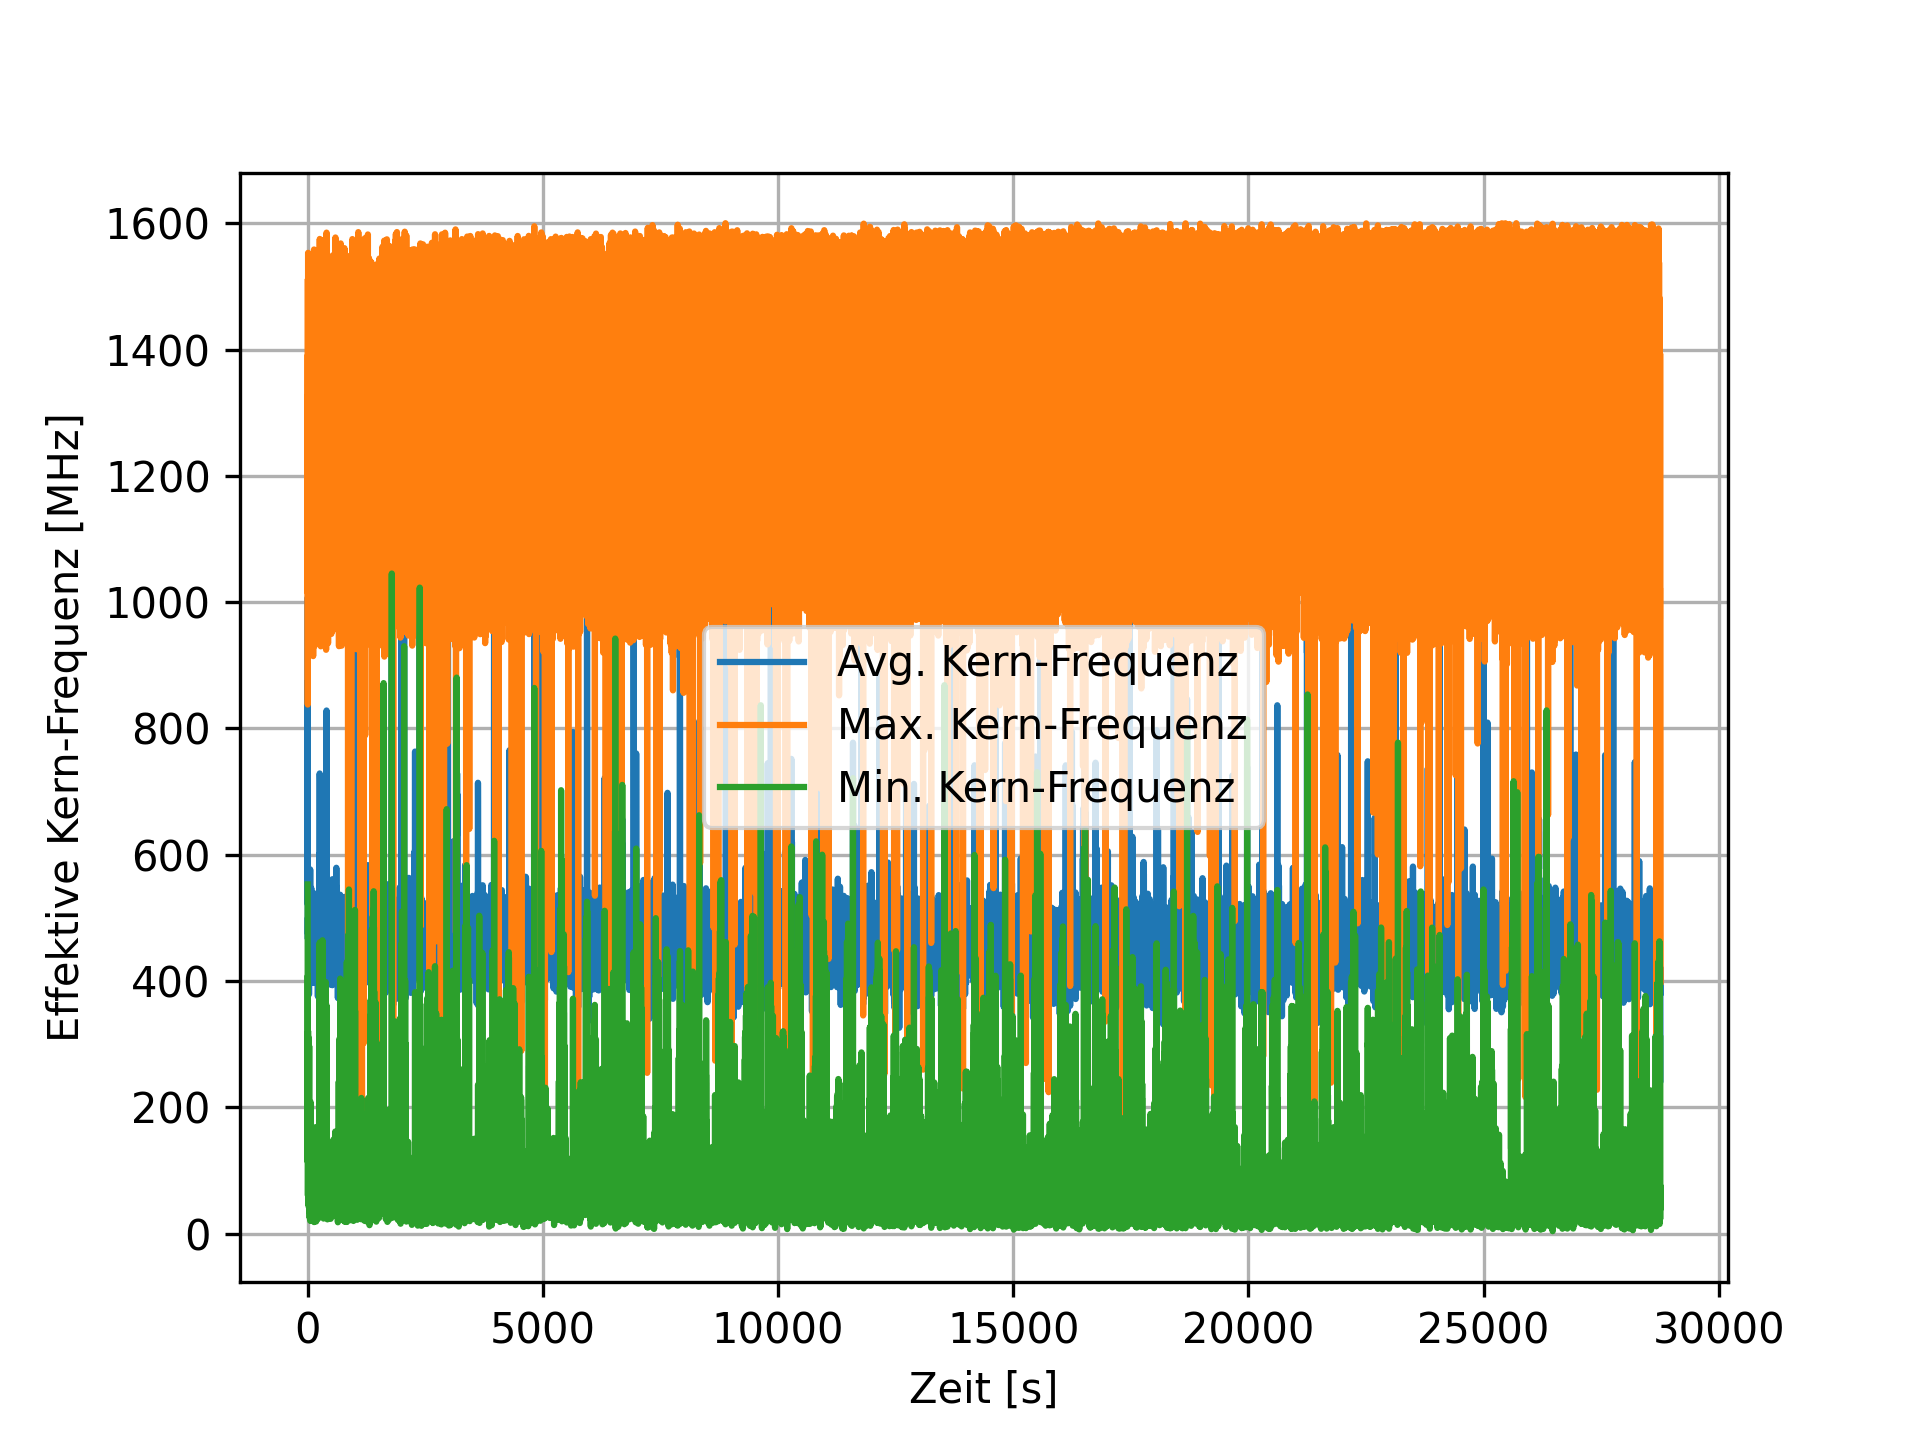 1600
1400
1200
1000
800
600
400
200
0
Effektive Kern-Frequenz [MHz]
Avg. Kern-Frequenz
Max. Kern-Frequenz
Min. Kern-Frequenz
0 5000 10000 15000 20000 25000 30000
Zeit [s]